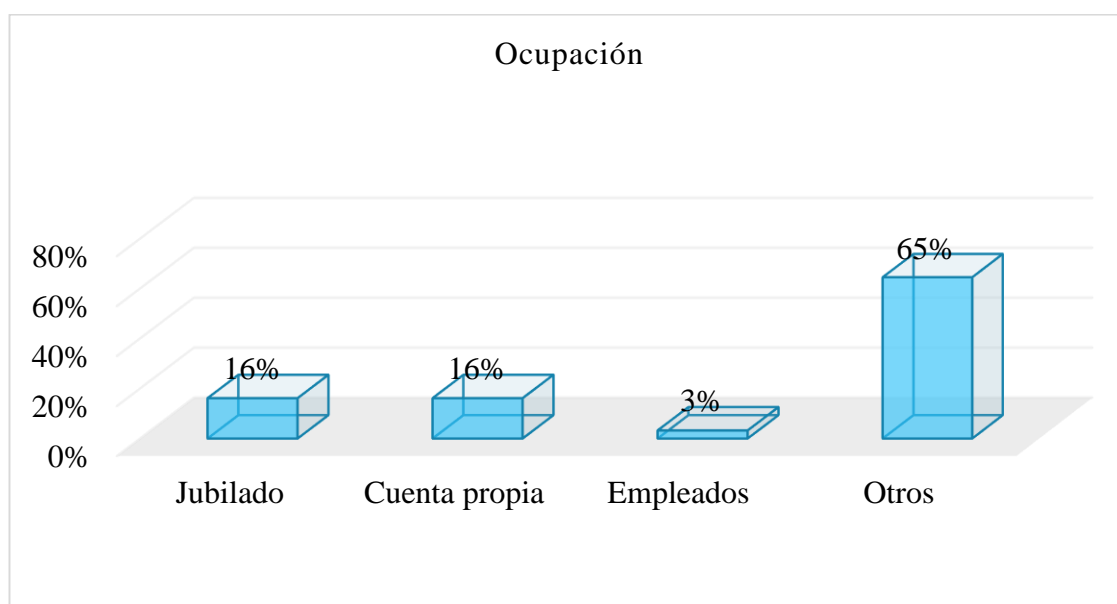 Ocupación
80%
60%
40%
20%
0%
16%
16%
3%
65%
Jubilado
Cuenta propia
Empleados
Otros